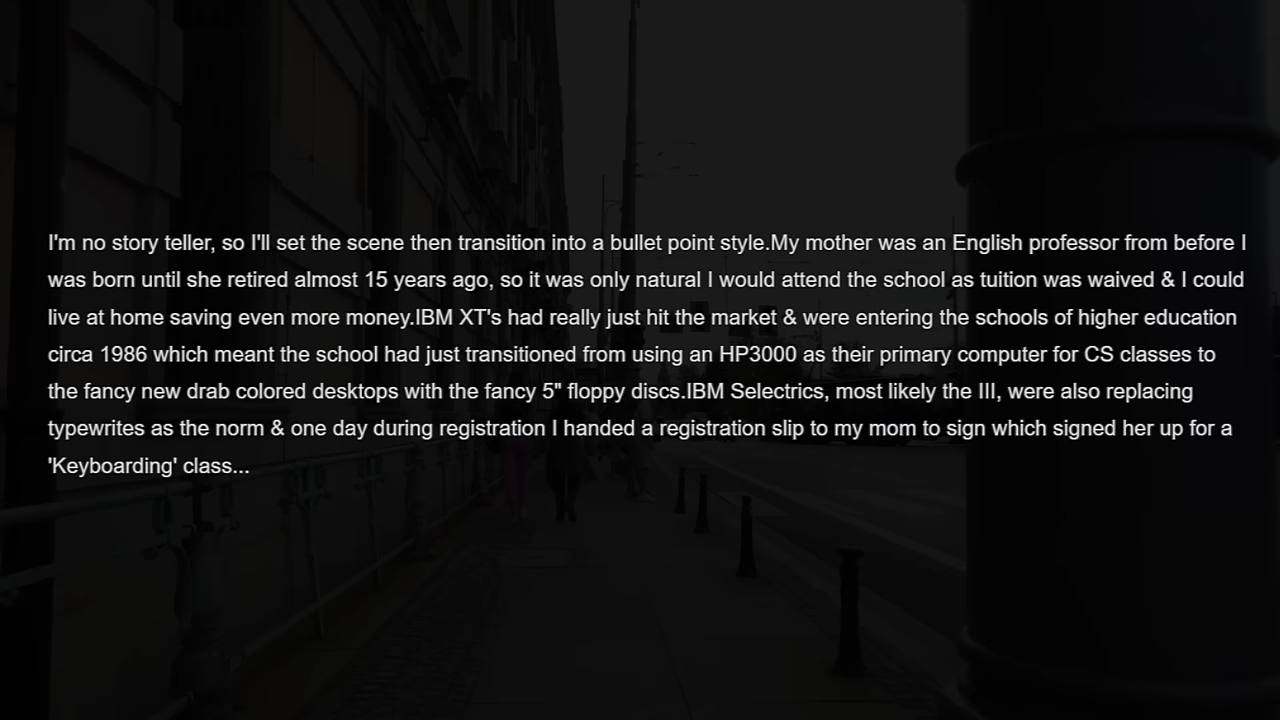 I'm no story teller, so I'll set the scene then transition into a bullet point style.My mother was an English professor from before I
was born until she retired almost 15 years ago, so it was only natural I would attend the school as tuition was waived & I could
live at home saving even more money.IBM XT's had really just hit the market & were entering the schools of higher education
circa 1986 which meant the school had just transitioned from using an HP3000 as their primary computer for CS classes to
the fancy new drab colored desktops with the fancy 5" floppy discs.IBM Selectrics, most likely the III, were also replacing
typewrites as the norm & one day during registration I handed a registration slip to my mom to sign which signed her up for a
'Keyboarding' class...